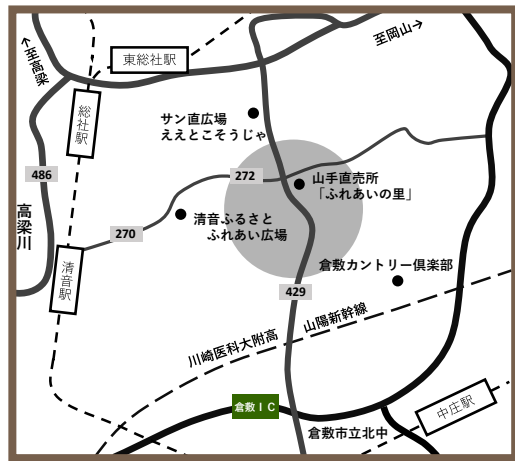 ←至高梁
至岡山→
東総社駅
総社駅
サン直広場
ええとこそうじゃ
486
272
山手直売所
「ふれあいの里」
高梁川
清音ふるさと
ふれあい広場
270
清音駅
倉敷カントリー倶楽部
429
山陽新幹線
川崎医科大附高
倉敷ＩＣ
中庄駅
倉敷市立北中